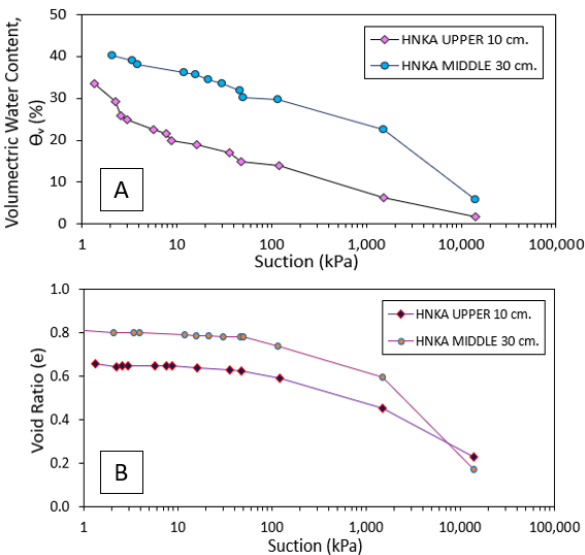 Volumectric Water Content,
Θv (%)
50
40
30
20
10
0
HNKA UPPER 10 cm.
HNKA MIDDLE 30 cm.
A
1 10 100 1,000 10,000 100,000
Suction (kPa)
Void Ratio (e)
1.0
0.8
0.6
0.4
0.2
0.0
HNKA UPPER 10 cm.
HNKA MIDDLE 30 cm.
B
1 10 100 1,000 10,000 100,000
Suction (kPa)